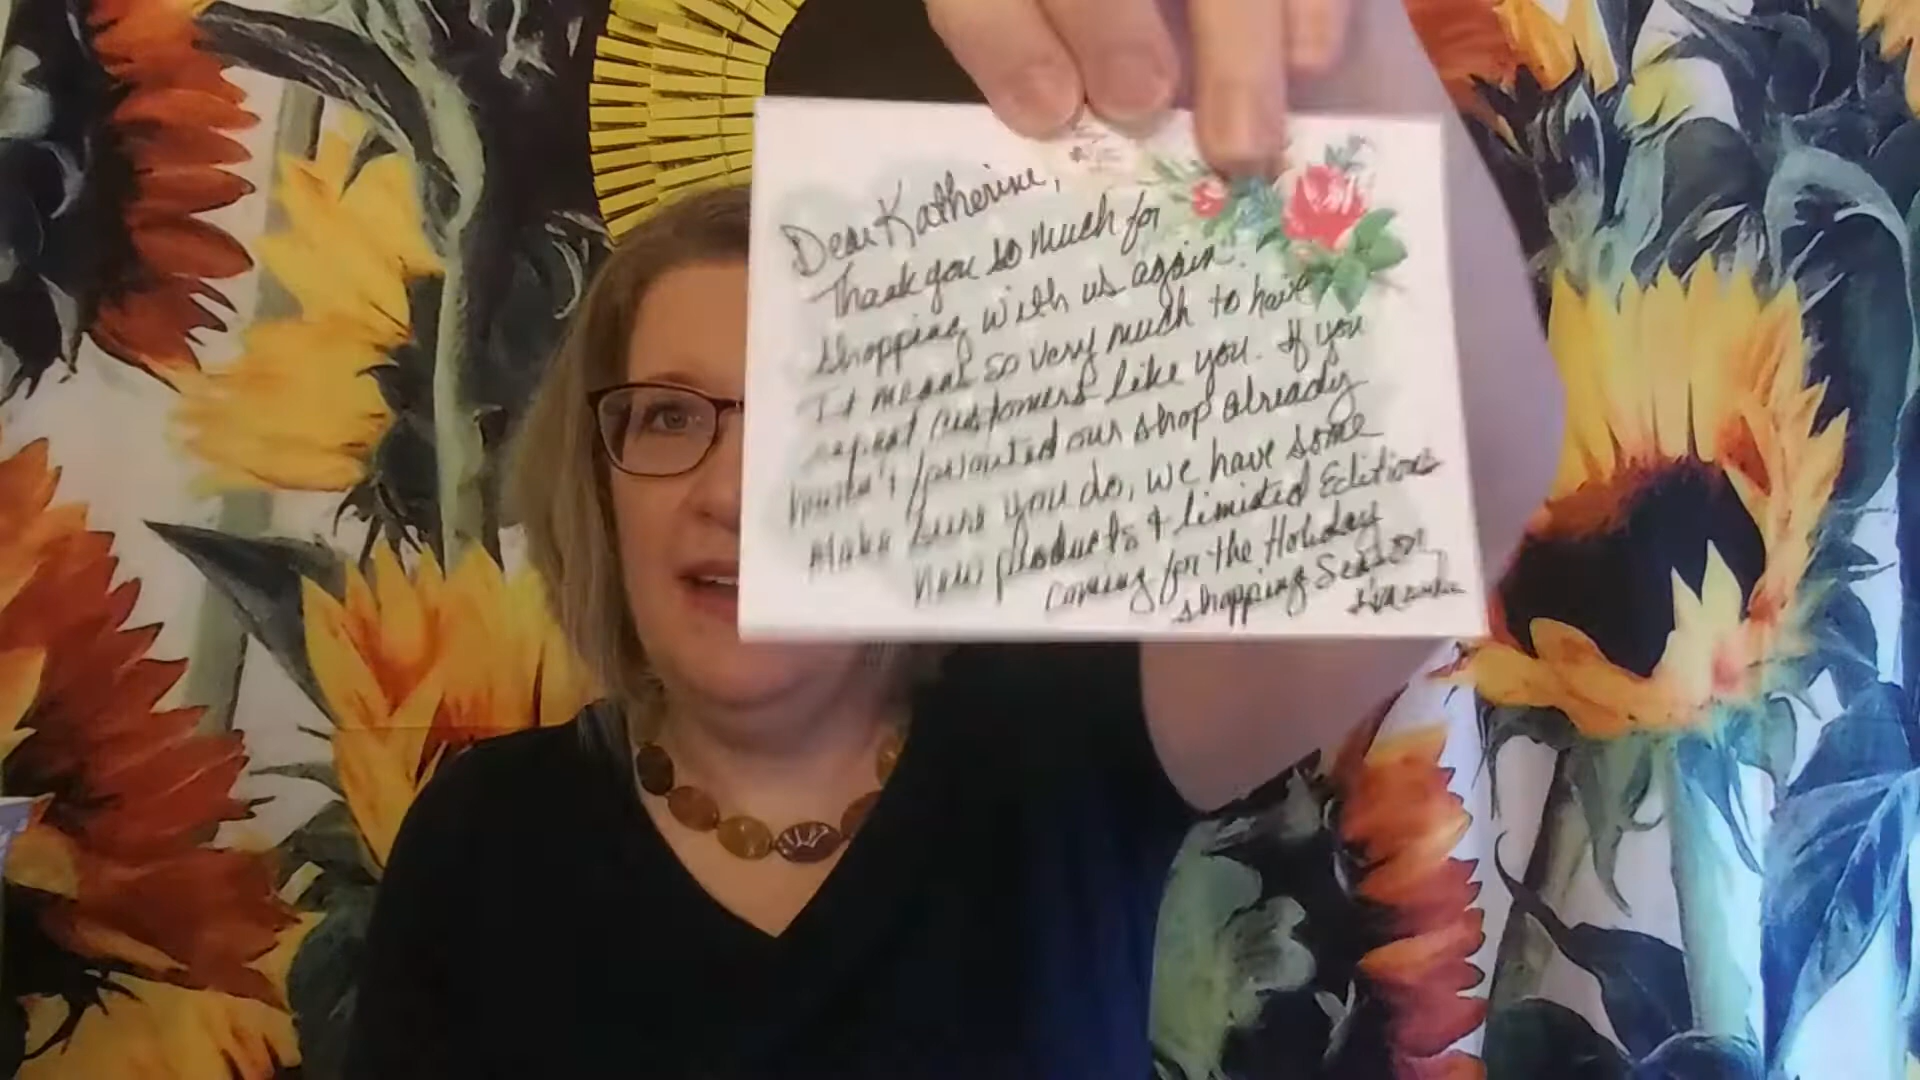 Dear Katherine,
Thank you so much for
shopping with us again!
It means so very much to have
repeat customers like you. If you
haven't favorited our shop already
make sure you do, we have some
new products & limited Editions
coming for the Holiday
shopping Season